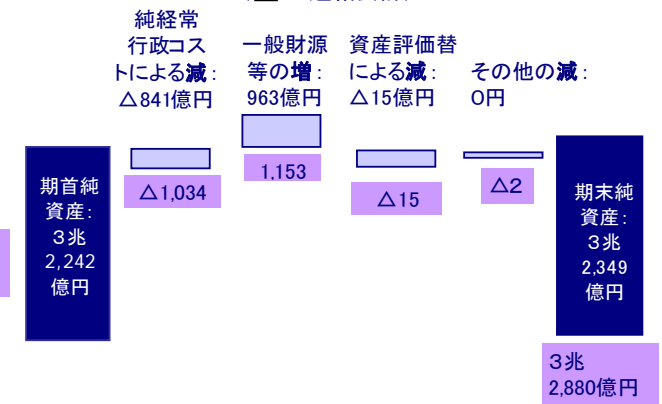 純経常
行政コス
トによる減:
△841億円
一般財源
等の増:
963億円
資産評価替
による減:
△15億円
その他の減:
0円
期首純
資産:
３兆
2,242
億円
△1,034
1,153
△15
△2
期末純
資産:
３兆
2,349
億円
３兆
2,880億円